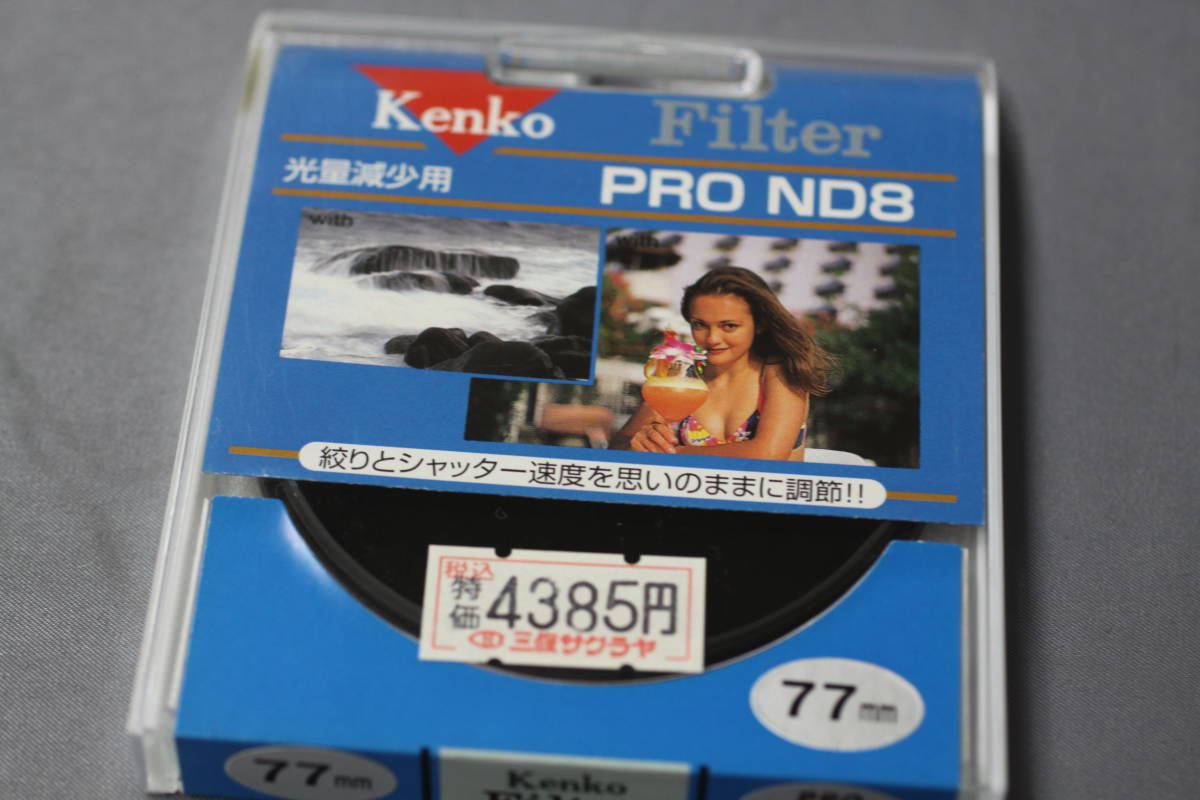 Kenko
Filter
光量減少用
PRO ND8
with
with
絞りとシャッター速度を思いのままに調節!!
税込
特価
4385円
三保サクラヤ
77mm
77mm
Kenko
PRO